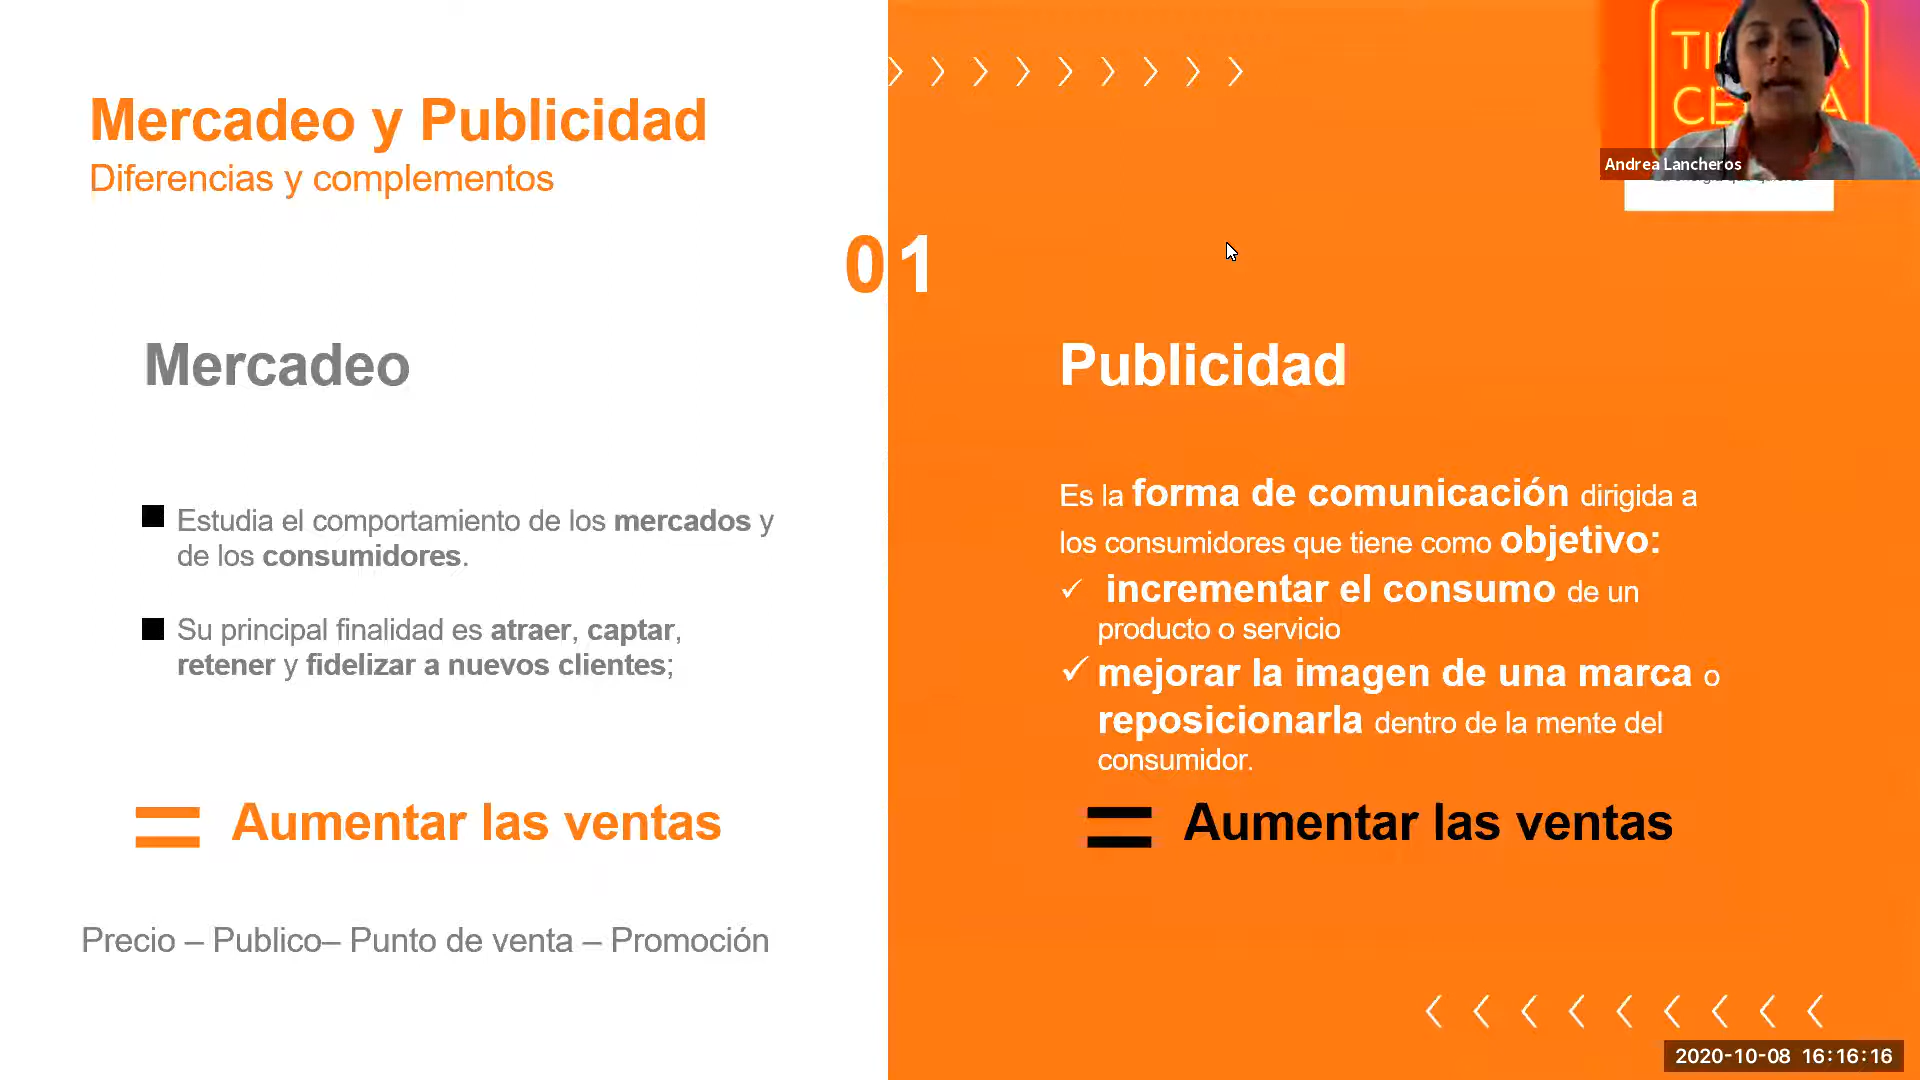 Mercadeo y Publicidad
Diferencias y complementos
01
Mercadeo
Estudia el comportamiento de los mercados y
de los consumidores.
Su principal finalidad es atraer, captar,
retener y fidelizar a nuevos clientes;
= Aumentar las ventas
Precio – Publico– Punto de venta – Promoción
Andrea Lancheros
Publicidad
Es la forma de comunicación dirigida a
los consumidores que tiene como objetivo:
✓ incrementar el consumo de un
producto o servicio
✓ mejorar la imagen de una marca o
reposicionarla dentro de la mente del
consumidor.
= Aumentar las ventas
2020-10-08 16:16:16